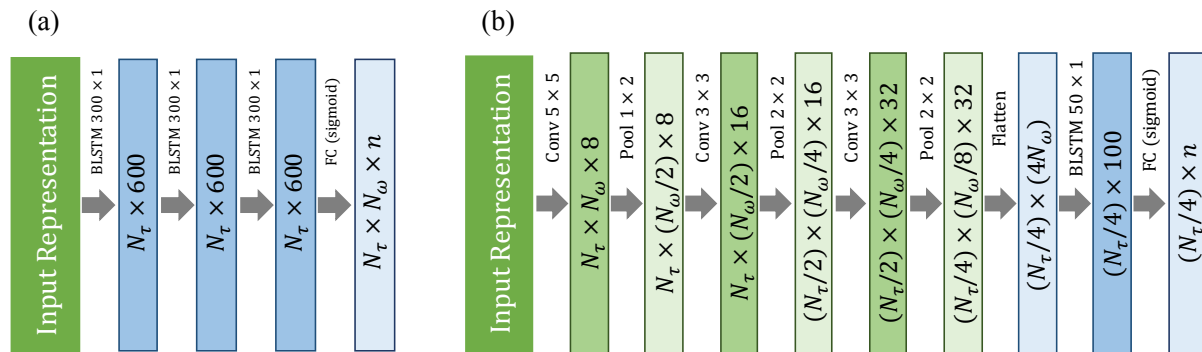 (a)
Input Representation
BLSTM 300 × 1
N_τ × 600
BLSTM 300 × 1
N_τ × 600
BLSTM 300 × 1
N_τ × 600
FC (sigmoid)
N_τ × N_ω × n
(b)
Input Representation
Conv 5 × 5
N_τ × N_ω × 8
Pool 1 × 2
N_τ × (N_ω/2) × 8
Conv 3 × 3
N_τ × (N_ω/2) × 16
Pool 2 × 2
(N_τ/2) × (N_ω/4) × 16
Conv 3 × 3
(N_τ/2) × (N_ω/4) × 32
Pool 2 × 2
(N_τ/4) × (N_ω/8) × 32
Flatten
(N_τ/4) × (4N_ω)
BLSTM 50 × 1
(N_τ/4) × 100
FC (sigmoid)
(N_τ/4) × n